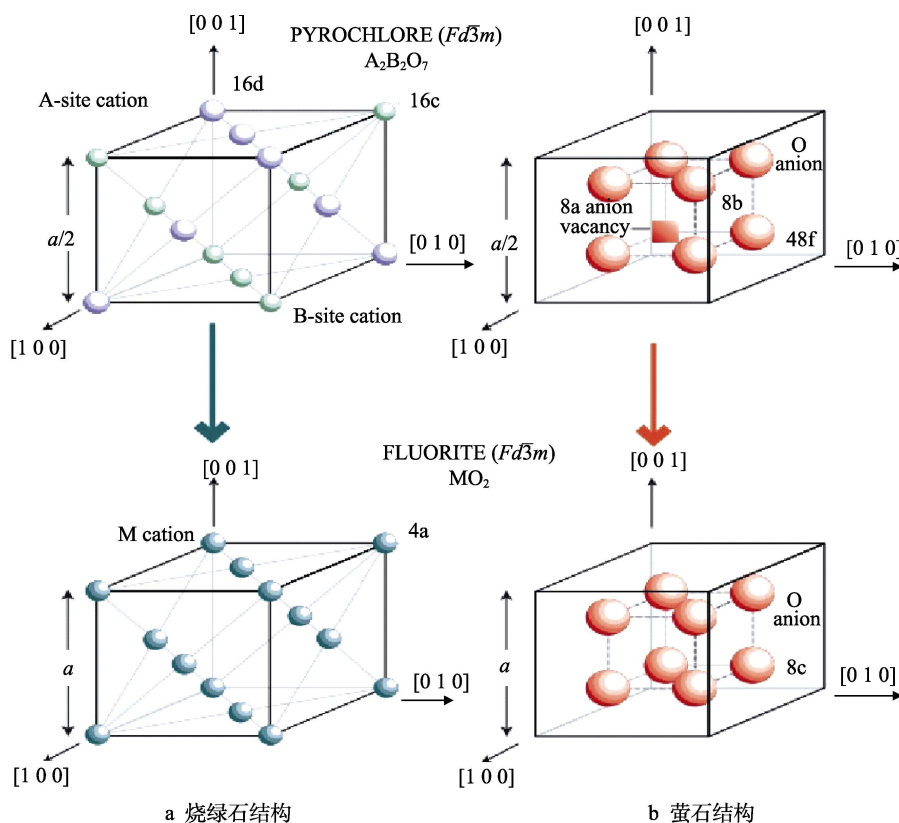 [0 0 1]
[0 0 1]
PYROCHLORE (Fd3̄m)
A₂B₂O₇
16d
A-site cation
16c
O
anion
a/2
8a anion
vacancy
8b
a/2
48f
[0 1 0]
[0 1 0]
B-site cation
[1 0 0]
[1 0 0]
FLUORITE (Fd3̄m)
MO₂
[0 0 1]
[0 0 1]
M cation
4a
O
anion
a
a
8c
[0 1 0]
[0 1 0]
[1 0 0]
[1 0 0]
a 烧绿石结构
b 萤石结构